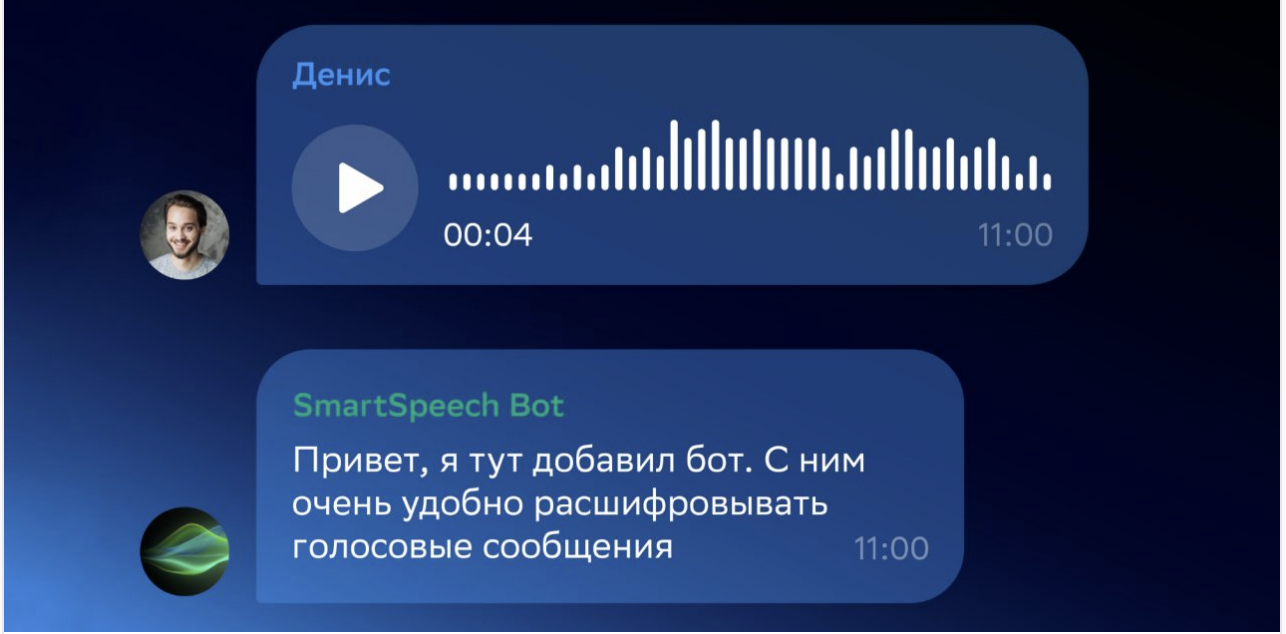 Денис
00:04 11:00
SmartSpeech Bot
Привет, я тут добавил бот. С ним
очень удобно расшифровывать
голосовые сообщения 11:00